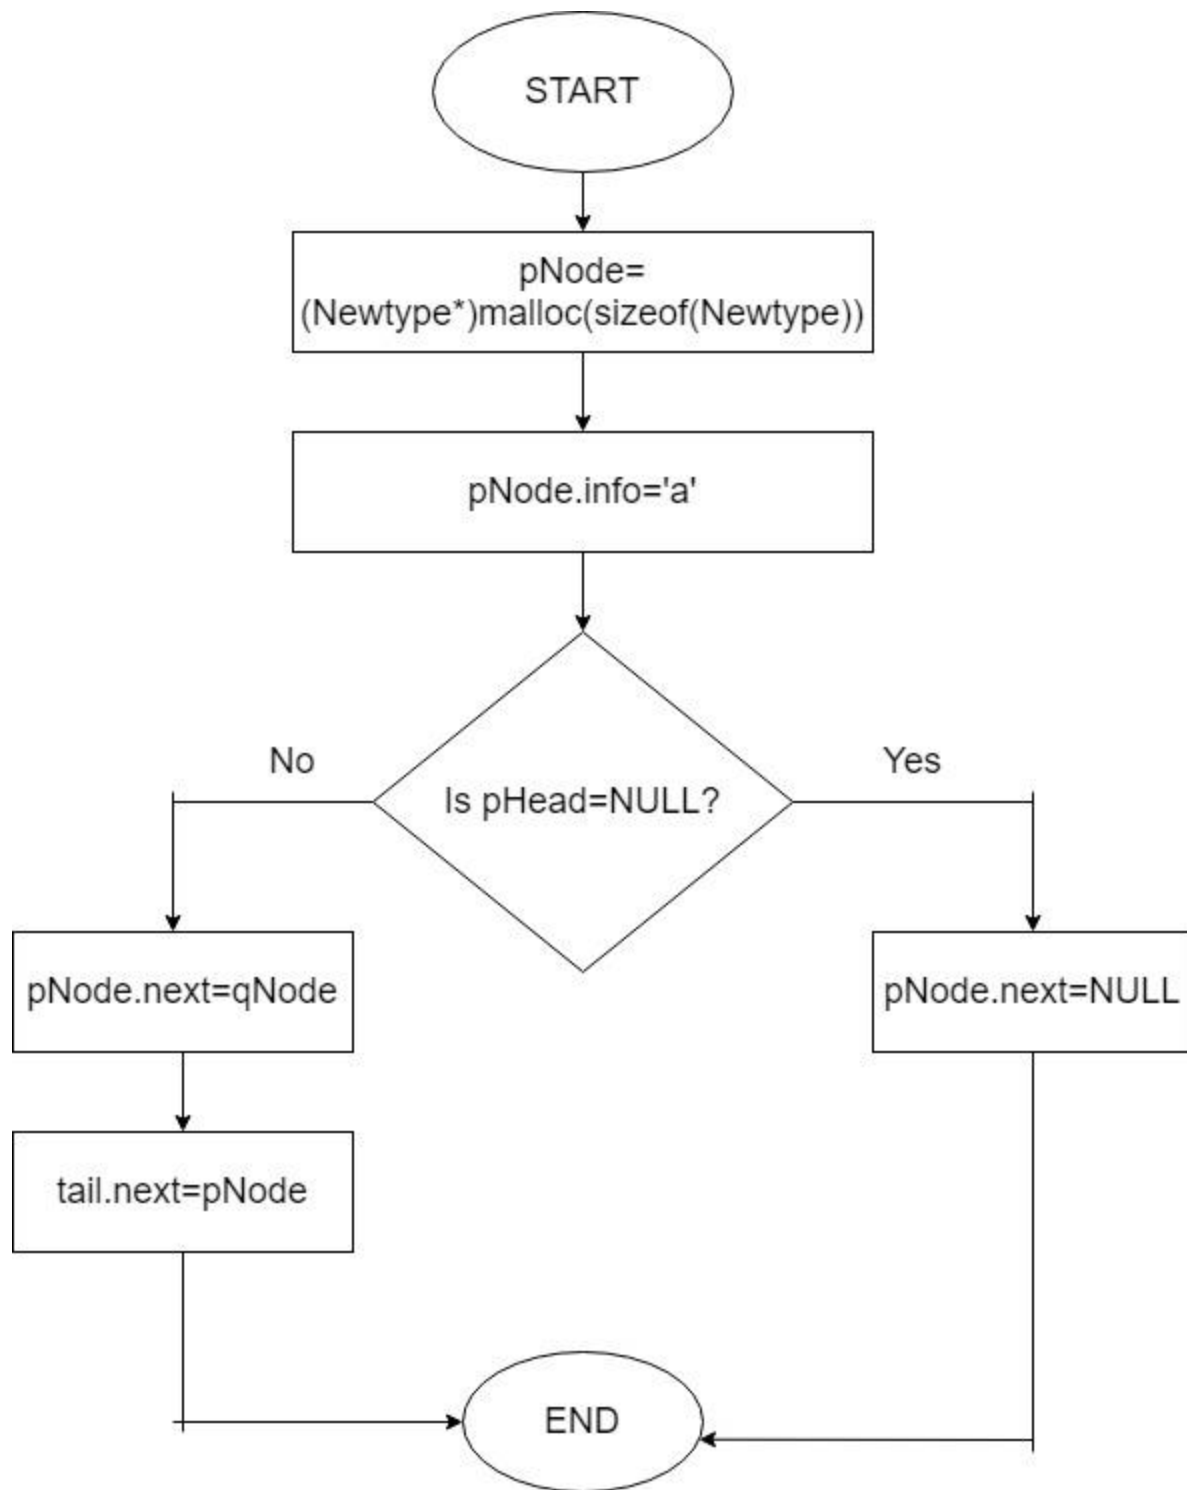 START
pNode=
(Newtype*)malloc(sizeof(Newtype))
pNode.info='a'
No
Yes
Is pHead=NULL?
pNode.next=qNode
pNode.next=NULL
tail.next=pNode
END